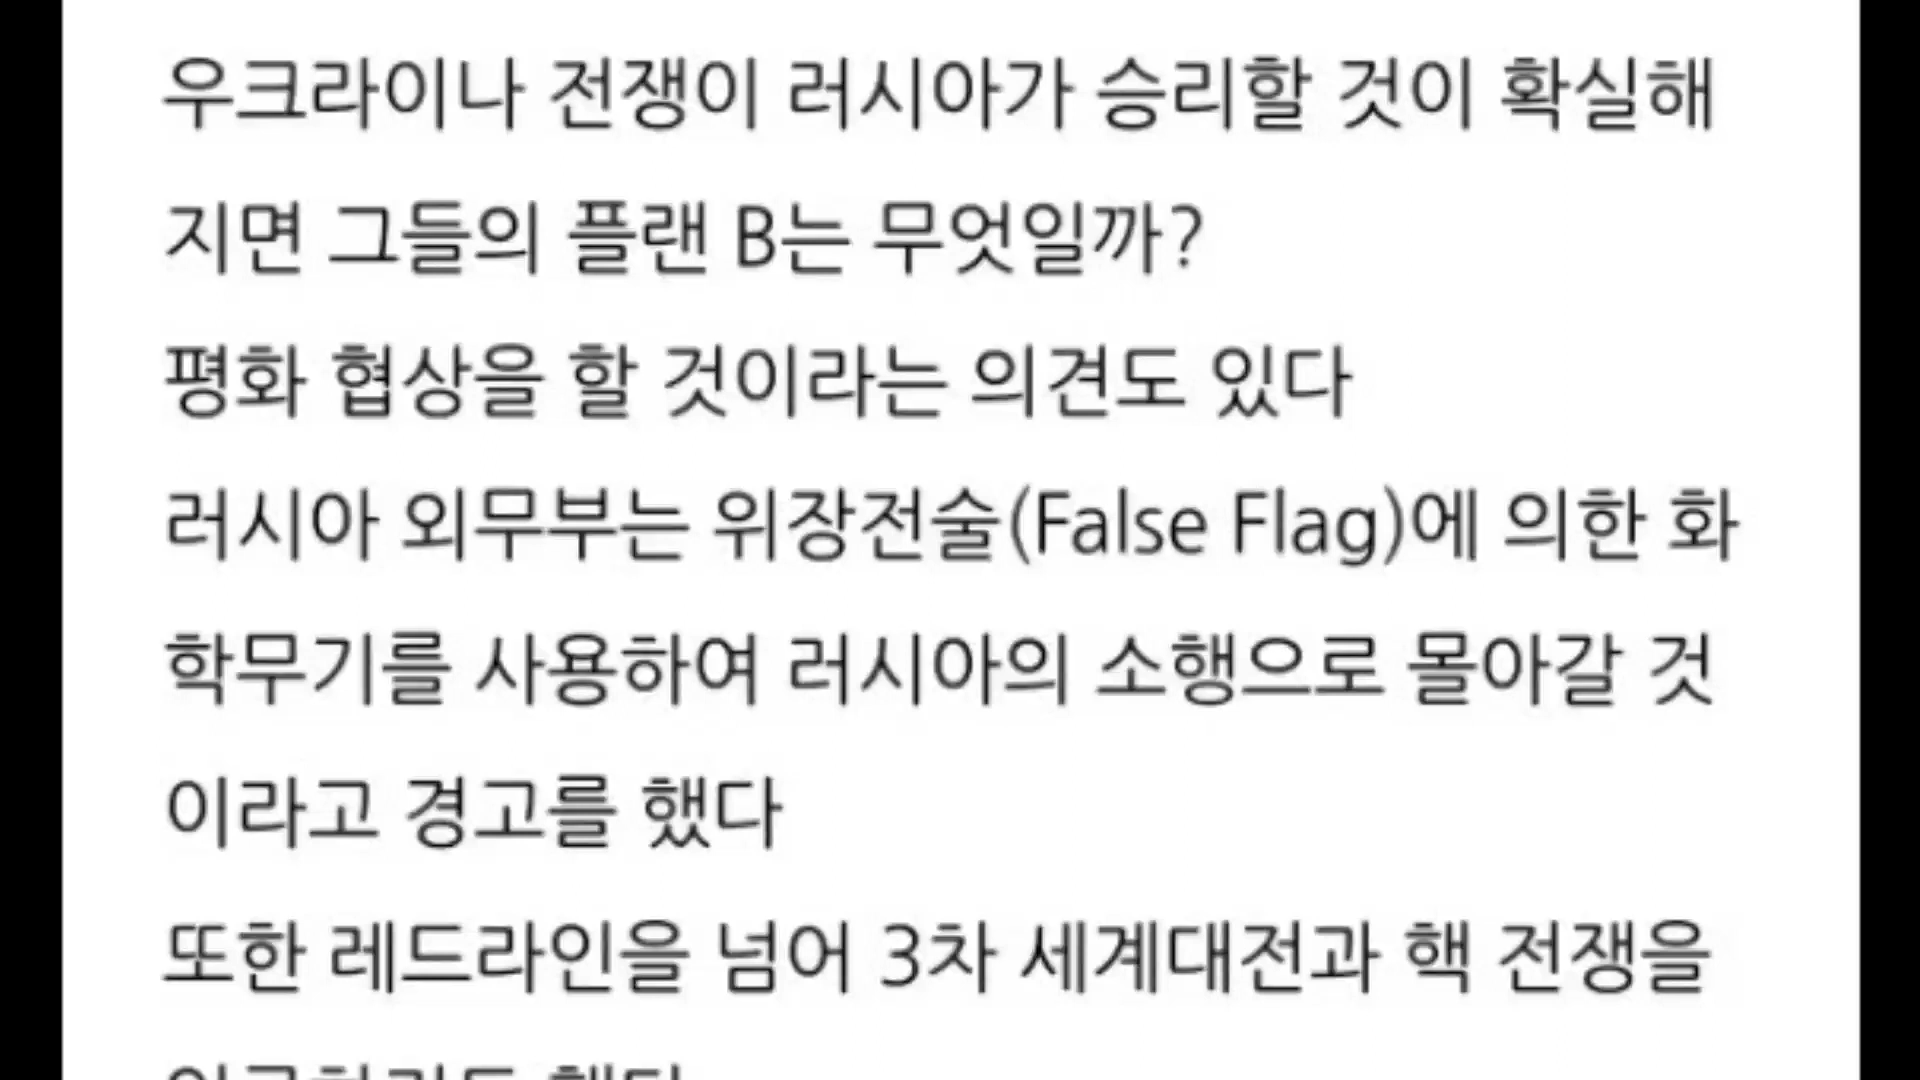 우크라이나 전쟁이 러시아가 승리할 것이 확실해
지면 그들의 플랜 B는 무엇일까?
평화 협상을 할 것이라는 의견도 있다
러시아 외무부는 위장전술(False Flag)에 의한 화
학무기를 사용하여 러시아의 소행으로 몰아갈 것
이라고 경고를 했다
또한 레드라인을 넘어 3차 세계대전과 핵 전쟁을